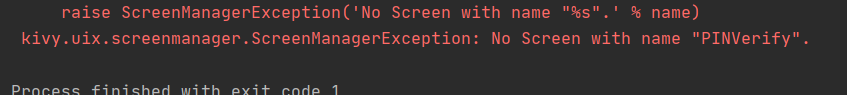 raise ScreenManagerException('No Screen with name "%s".' % name)
kivy.uix.screenmanager.ScreenManagerException: No Screen with name "PINVerify".
Process finished with exit code 1